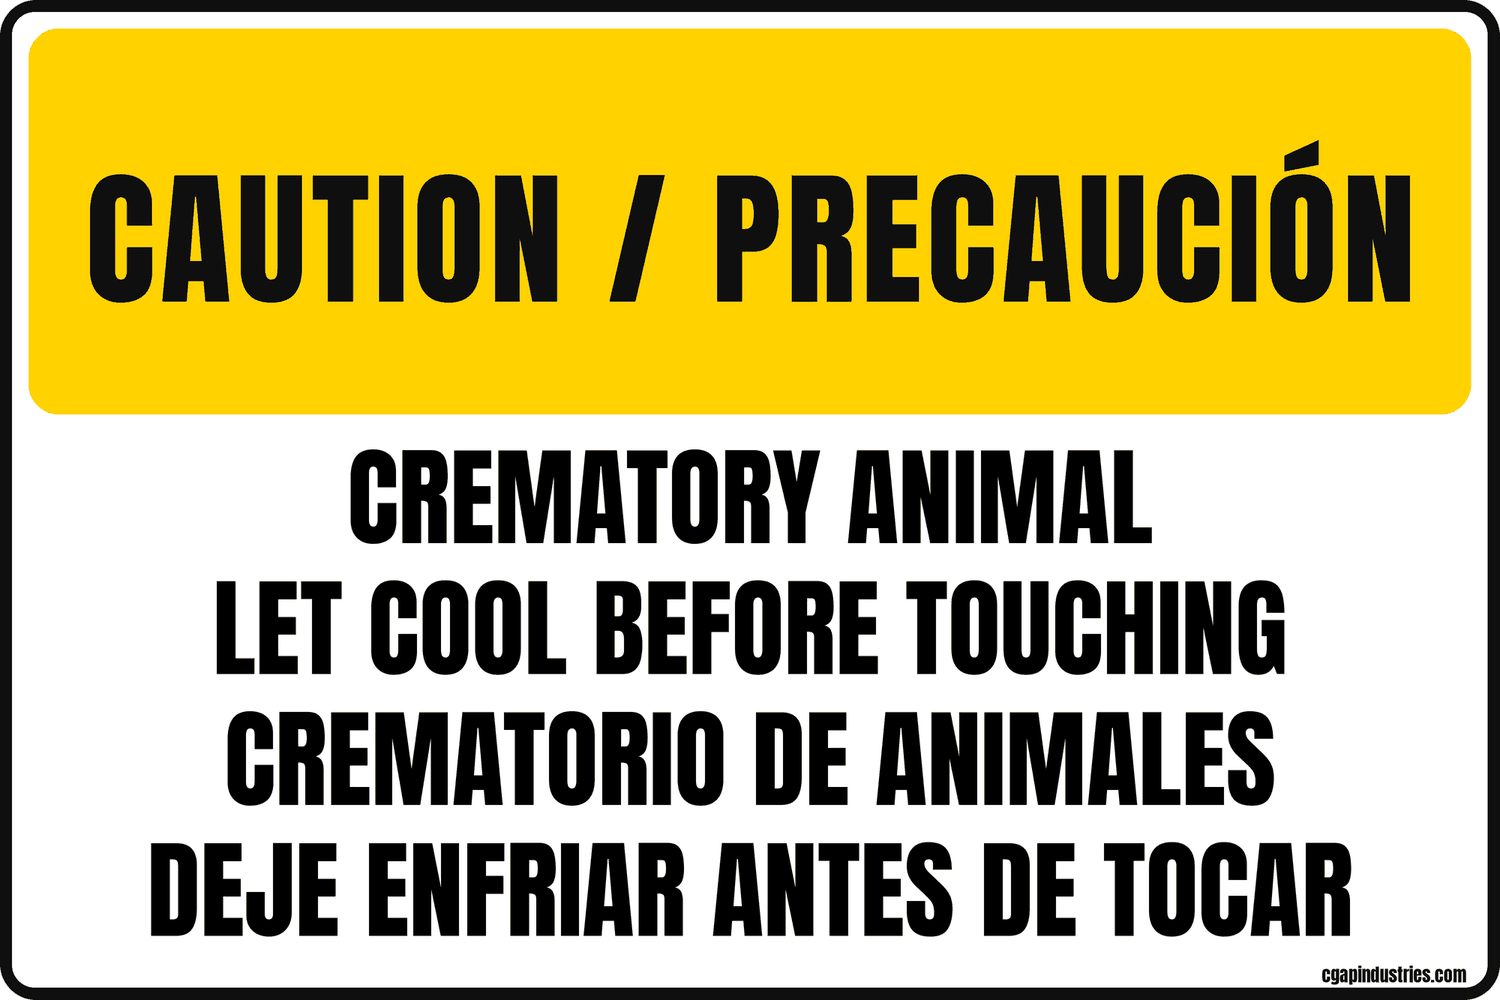 CAUTION / PRECAUCIÓN
CREMATORY ANIMAL
LET COOL BEFORE TOUCHING
CREMATORIO DE ANIMALES
DEJE ENFRIAR ANTES DE TOCAR
cgapindustries.com